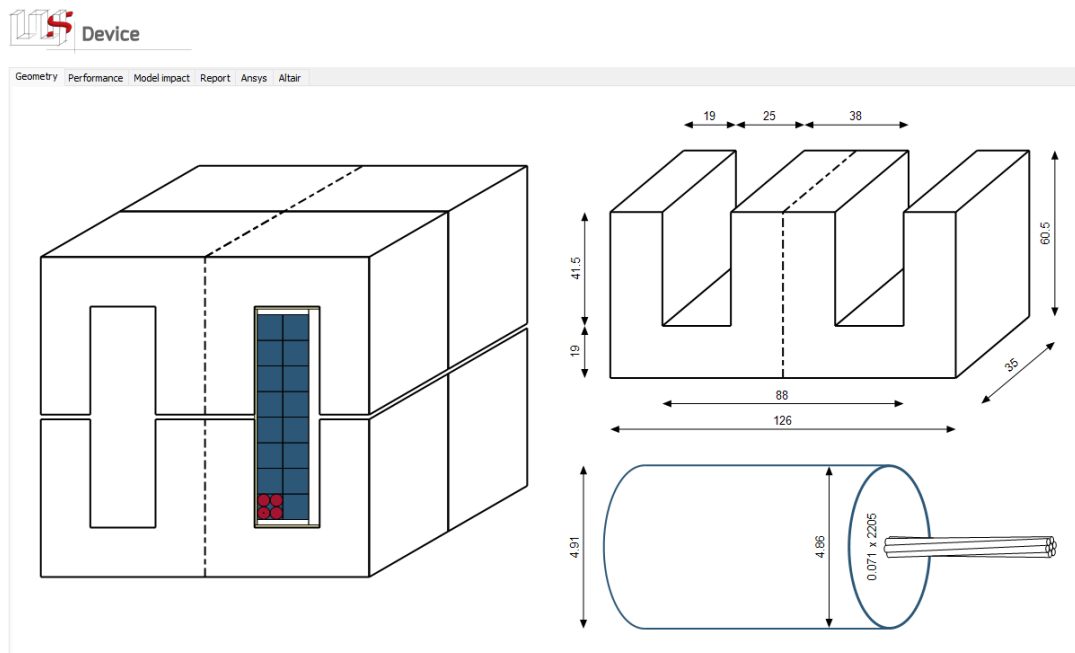 Device
Geometry Performance Model impact Report Ansys Altair
19 25 38
41.5
60.5
19
35
88
126
4.91
4.86
0.071 x 2205